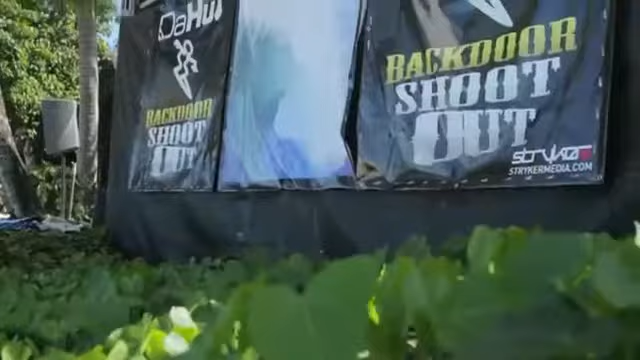 DaHui
BACKDOOR
SHOOT
OUT
BACKDOOR
SHOOT
OUT
STRYKER
STRYKERMEDIA.COM